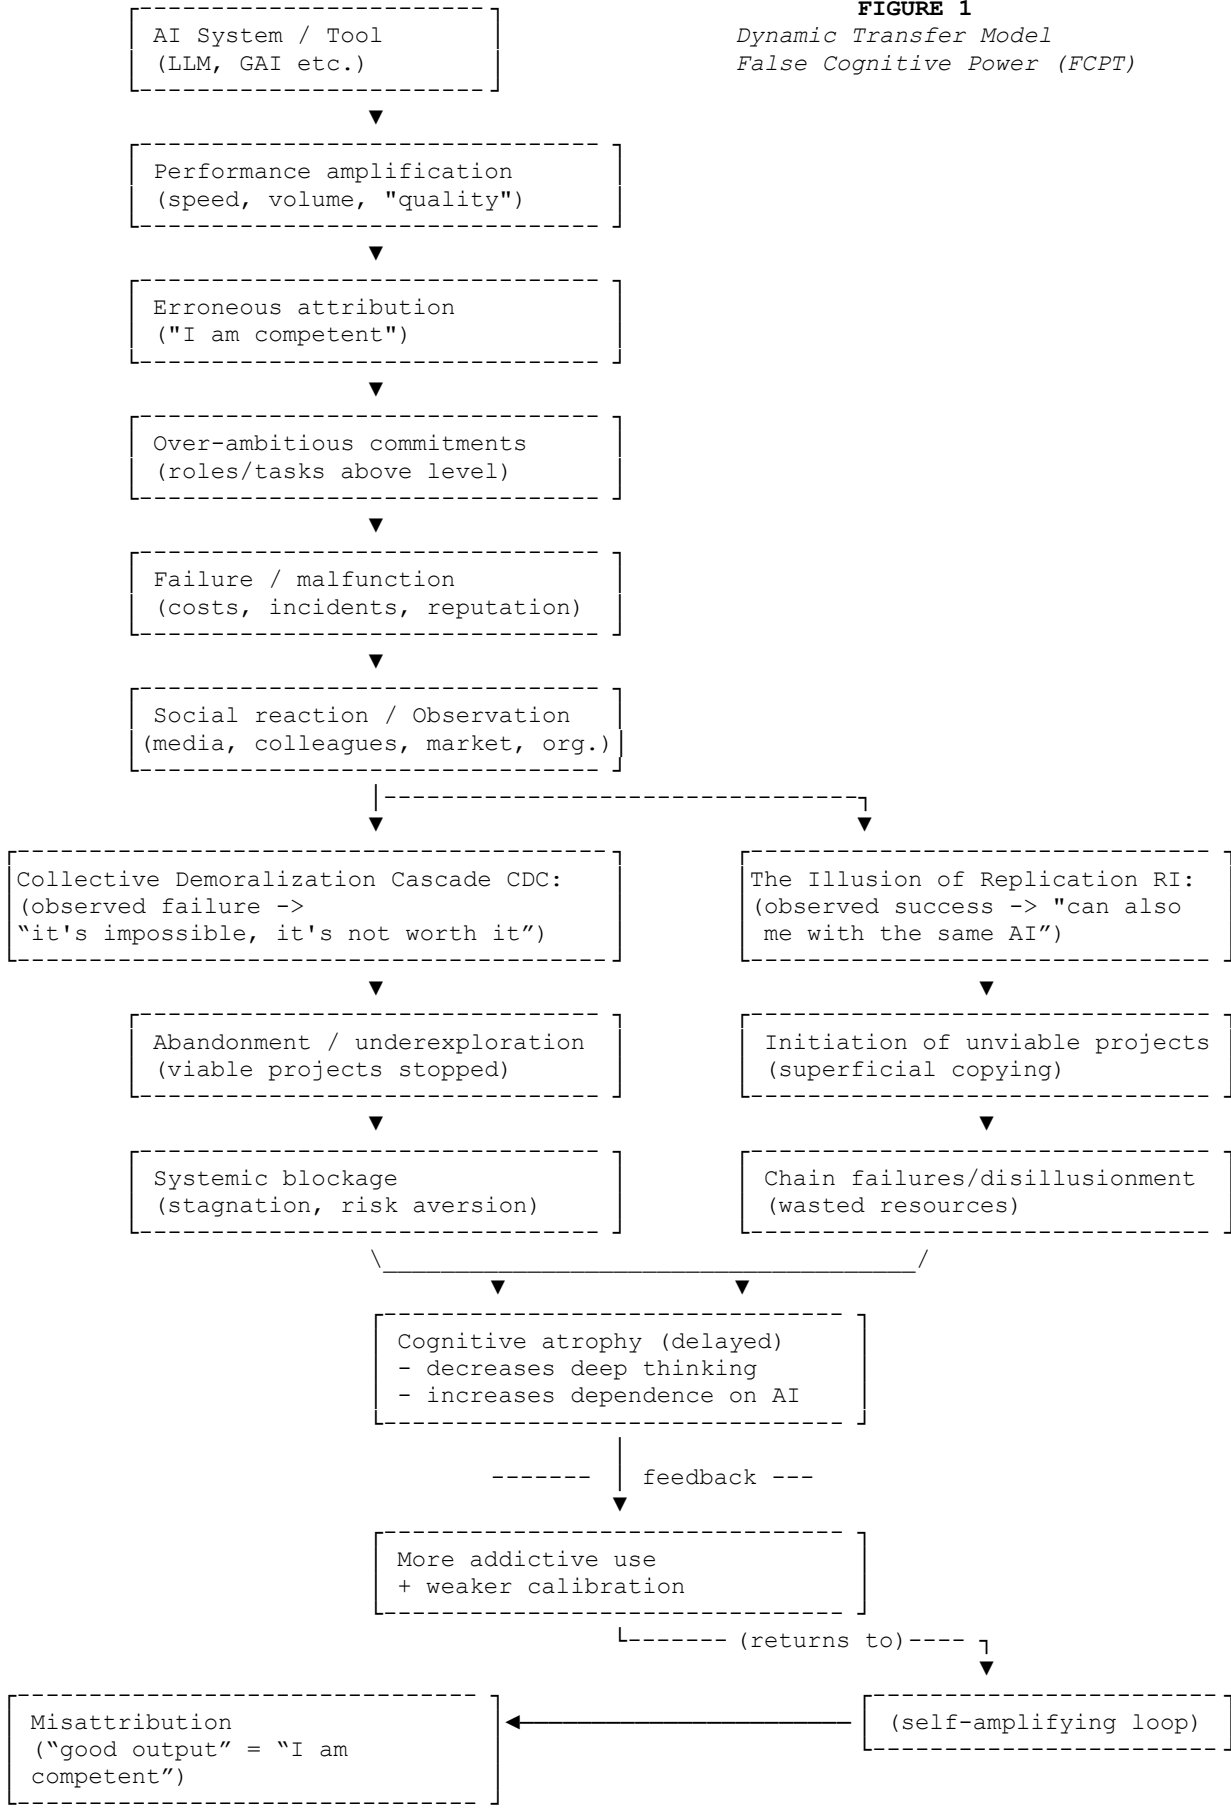 FIGURE 1
Dynamic Transfer Model
False Cognitive Power (FCPT)
AI System / Tool
(LLM, GAI etc.)
Performance amplification
(speed, volume, "quality")
Erroneous attribution
("I am competent")
Over-ambitious commitments
(roles/tasks above level)
Failure / malfunction
(costs, incidents, reputation)
Social reaction / Observation
(media, colleagues, market, org.)
Collective Demoralization Cascade CDC:
(observed failure ->
“it's impossible, it's not worth it”)
The Illusion of Replication RI:
(observed success -> "can also
me with the same AI”)
Abandonment / underexploration
(viable projects stopped)
Initiation of unviable projects
(superficial copying)
Systemic blockage
(stagnation, risk aversion)
Chain failures/disillusionment
(wasted resources)
Cognitive atrophy (delayed)
- decreases deep thinking
- increases dependence on AI
feedback
More addictive use
+ weaker calibration
(returns to)
Misattribution
(“good output” = “I am
competent”)
(self-amplifying loop)